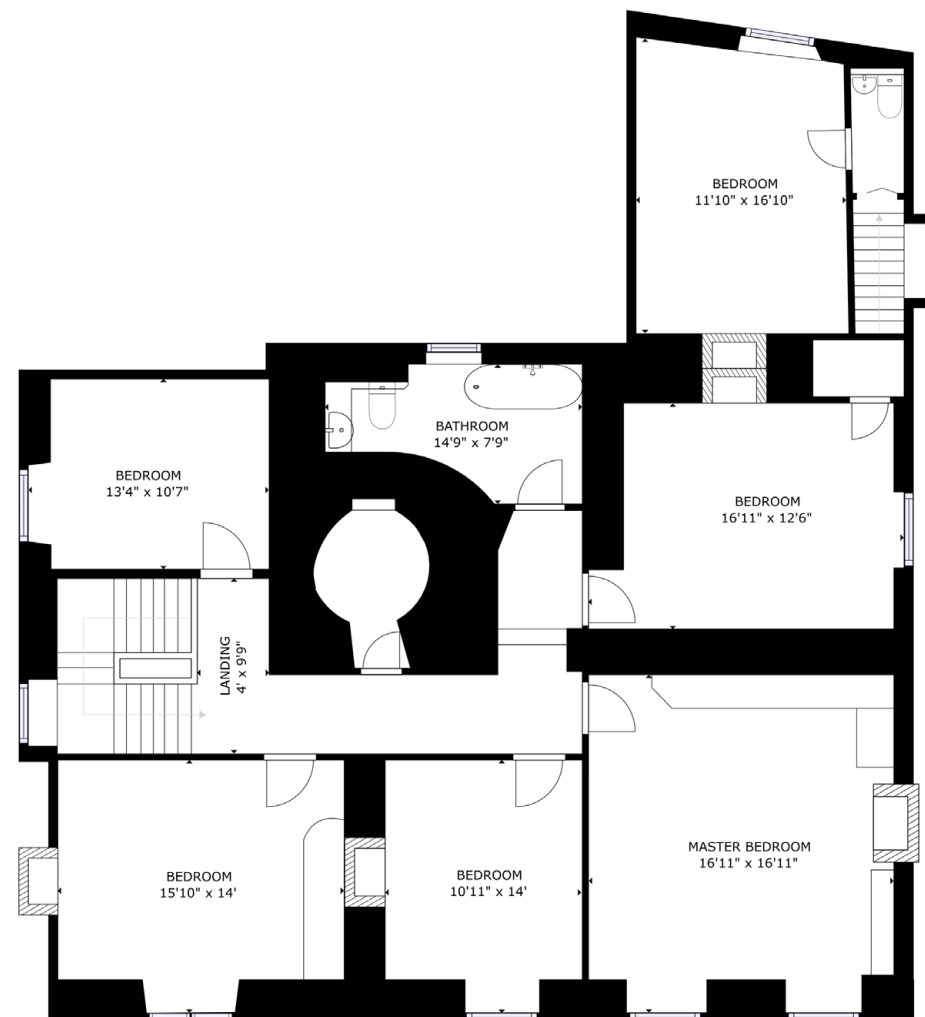 BEDROOM
11'10" x 16'10"
BATHROOM
14'9" x 7'9"
BEDROOM
13'4" x 10'7"
BEDROOM
16'11" x 12'6"
LANDING
4' x 9'9"
MASTER BEDROOM
16'11" x 16'11"
BEDROOM
15'10" x 14'
BEDROOM
10'11" x 14'